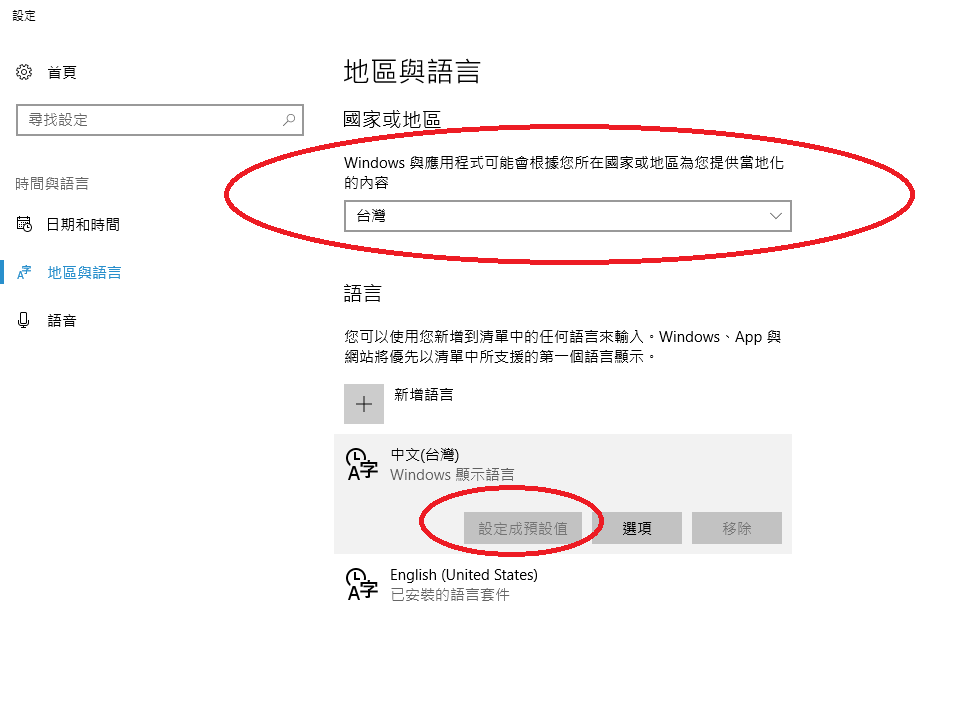 設定
首頁
尋找設定
時間與語言
日期和時間
地區與語言
語音
地區與語言
國家或地區
Windows 與應用程式可能會根據您所在國家或地區為您提供當地化
的內容
台灣
語言
您可以使用您新增到清單中的任何語言來輸入。Windows、App 與
網站將優先以清單中所支援的第一個語言顯示。
新增語言
中文(台灣)
Windows 顯示語言
設定成預設值
選項
移除
English (United States)
已安裝的語言套件